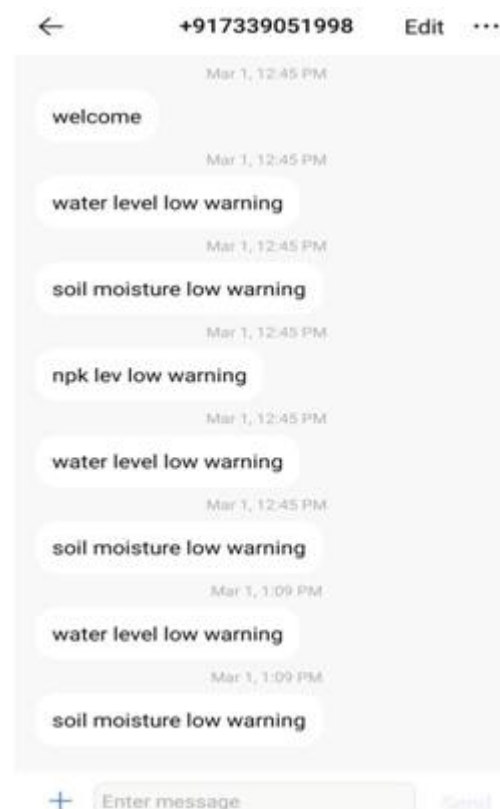 +917339051998 Edit
Mar 1, 12:45 PM
welcome
Mar 1, 12:45 PM
water level low warning
Mar 1, 12:45 PM
soil moisture low warning
Mar 1, 12:45 PM
npk lev low warning
Mar 1, 12:45 PM
water level low warning
Mar 1, 12:45 PM
soil moisture low warning
Mar 1, 1:09 PM
water level low warning
Mar 1, 1:09 PM
soil moisture low warning
Enter message Send